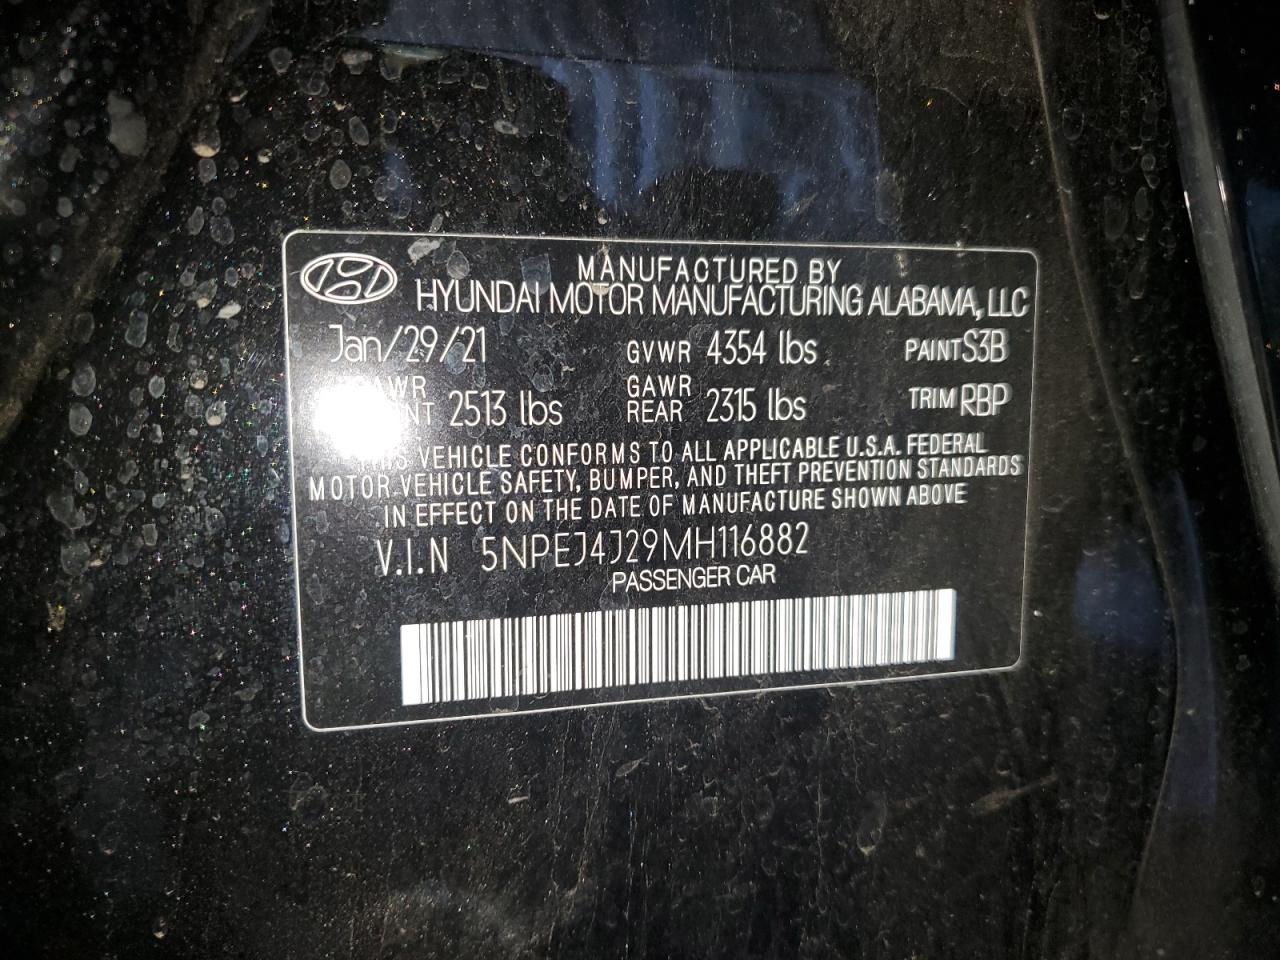 MANUFACTURED BY
HYUNDAI MOTOR MANUFACTURING ALABAMA, LLC
Jan/29/21 GVWR 4354 lbs PAINT S3B
GAWR FRONT 2513 lbs GAWR REAR 2315 lbs TRIM RBP
THIS VEHICLE CONFORMS TO ALL APPLICABLE U.S.A. FEDERAL
MOTOR VEHICLE SAFETY, BUMPER, AND THEFT PREVENTION STANDARDS
IN EFFECT ON THE DATE OF MANUFACTURE SHOWN ABOVE
V.I.N 5NPEJ4J29MH116882
PASSENGER CAR